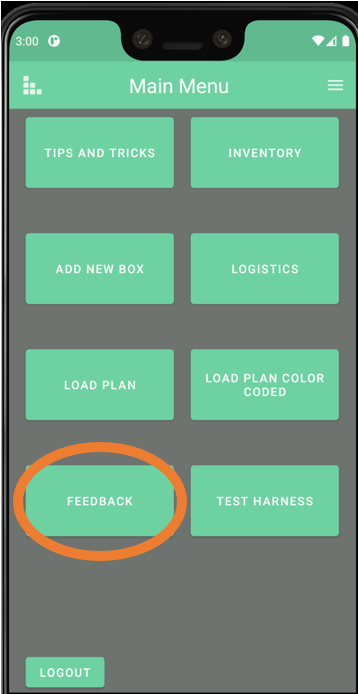 3:00
Main Menu
TIPS AND TRICKS
INVENTORY
ADD NEW BOX
LOGISTICS
LOAD PLAN
LOAD PLAN COLOR
CODED
FEEDBACK
TEST HARNESS
LOGOUT